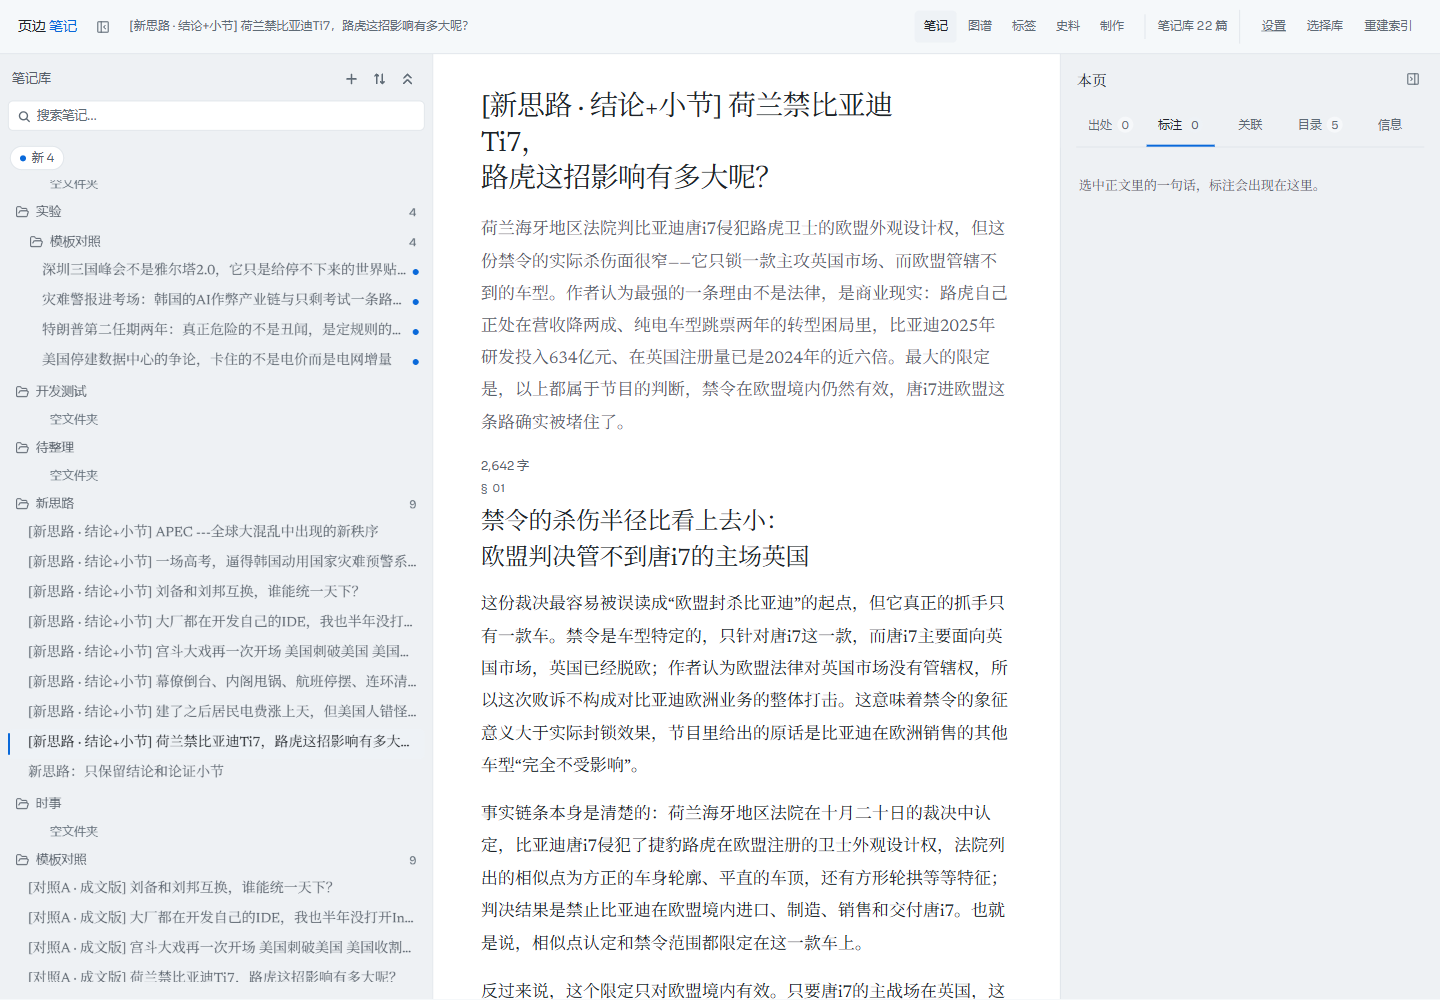 页边 笔记
[新思路 · 结论+小节] 荷兰禁比亚迪Ti7，路虎这招影响有多大呢？
笔记 图谱 标签 史料 制作 笔记库 22 篇 设置 选择库 重建索引
笔记库
搜索笔记...
新 4
空文件夹
实验 4
模板对照 4
深圳三国峰会不是雅尔塔2.0，它只是给停不下来的世界贴...
灾难警报进考场：韩国的AI作弊产业链与只剩考试一条路...
特朗普第二任期两年：真正危险的不是丑闻，是定规则的...
美国停建数据中心的争论，卡住的不是电价而是电网增量
开发测试
空文件夹
待整理
空文件夹
新思路 9
[新思路 · 结论+小节] APEC ---全球大混乱中出现的新秩序
[新思路 · 结论+小节] 一场高考，逼得韩国动用国家灾难预警系...
[新思路 · 结论+小节] 刘备和刘邦互换，谁能统一天下？
[新思路 · 结论+小节] 大厂都在开发自己的IDE，我也半年没打...
[新思路 · 结论+小节] 宫斗大戏再一次开场 美国刺破美国 美国...
[新思路 · 结论+小节] 幕僚倒台、内阁甩锅、航班停摆、连环清...
[新思路 · 结论+小节] 建了之后居民电费涨上天，但美国人错怪...
[新思路 · 结论+小节] 荷兰禁比亚迪Ti7，路虎这招影响有多大...
新思路：只保留结论和论证小节
时事
空文件夹
模板对照 9
[对照A · 成文版] 刘备和刘邦互换，谁能统一天下？
[对照A · 成文版] 大厂都在开发自己的IDE，我也半年没打开In...
[对照A · 成文版] 宫斗大戏再一次开场 美国刺破美国 美国收割...
[对照A · 成文版] 荷兰禁比亚迪Ti7，路虎这招影响有多大呢？
[新思路 · 结论+小节] 荷兰禁比亚迪
Ti7，
路虎这招影响有多大呢？
荷兰海牙地区法院判比亚迪唐i7侵犯路虎卫士的欧盟外观设计权，但这
份禁令的实际杀伤面很窄——它只锁一款主攻英国市场、而欧盟管辖不
到的车型。作者认为最强的一条理由不是法律，是商业现实：路虎自己
正处在营收降两成、纯电车型跳票两年的转型困局里，比亚迪2025年
研发投入634亿元、在英国注册量已是2024年的近六倍。最大的限定
是，以上都属于节目的判断，禁令在欧盟境内仍然有效，唐i7进欧盟这
条路确实被堵住了。
2,642 字
§ 01
禁令的杀伤半径比看上去小：
欧盟判决管不到唐i7的主场英国
这份裁决最容易被误读成“欧盟封杀比亚迪”的起点，但它真正的抓手只
有一款车。禁令是车型特定的，只针对唐i7这一款，而唐i7主要面向英
国市场，英国已经脱欧；作者认为欧盟法律对英国市场没有管辖权，所
以这次败诉不构成对比亚迪欧洲业务的整体打击。这意味着禁令的象征
意义大于实际封锁效果，节目里给出的原话是比亚迪在欧洲销售的其他
车型“完全不受影响”。
事实链条本身是清楚的：荷兰海牙地区法院在十月二十日的裁决中认
定，比亚迪唐i7侵犯了捷豹路虎在欧盟注册的卫士外观设计权，法院列
出的相似点为方正的车身轮廓、平直的车顶，还有方形轮拱等等特征；
判决结果是禁止比亚迪在欧盟境内进口、制造、销售和交付唐i7。也就
是说，相似点认定和禁令范围都限定在这一款车上。
反过来说，这个限定只对欧盟境内有效。只要唐i7的主战场在英国，这
本页
出处 0 标注 0 关联 目录 5 信息
选中正文里的一句话，标注会出现在这里。